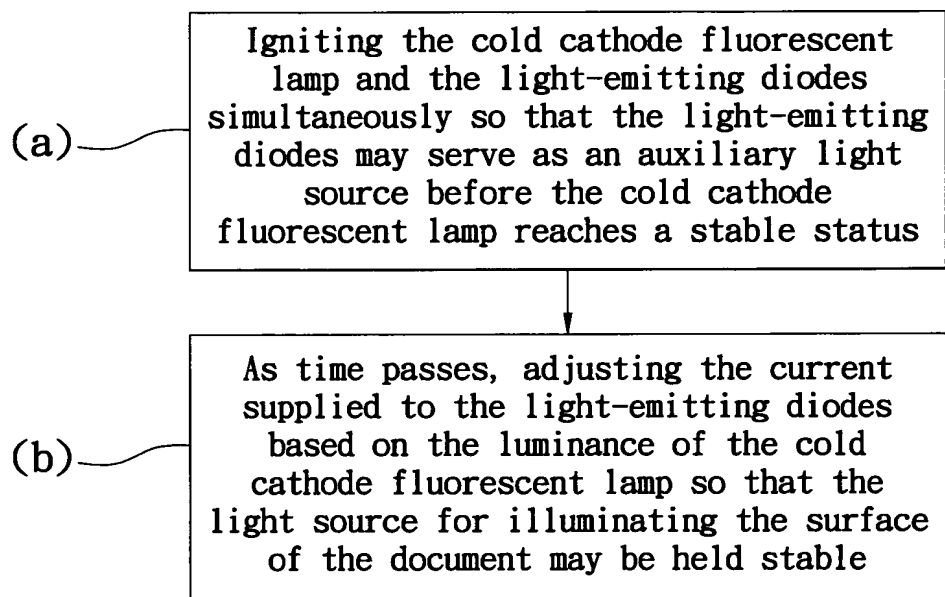 Igniting the cold cathode fluorescent
lamp and the light-emitting diodes
simultaneously so that the light-emitting
(a)
diodes may serve as an auxiliary light
source before the cold cathode
fluorescent lamp reaches a stable status
As time passes, adjusting the current
supplied to the light-emitting diodes
based on the luminance of the cold
(b)
cathode fluorescent lamp so that the
light source for illuminating the surface
of the document may be held stable